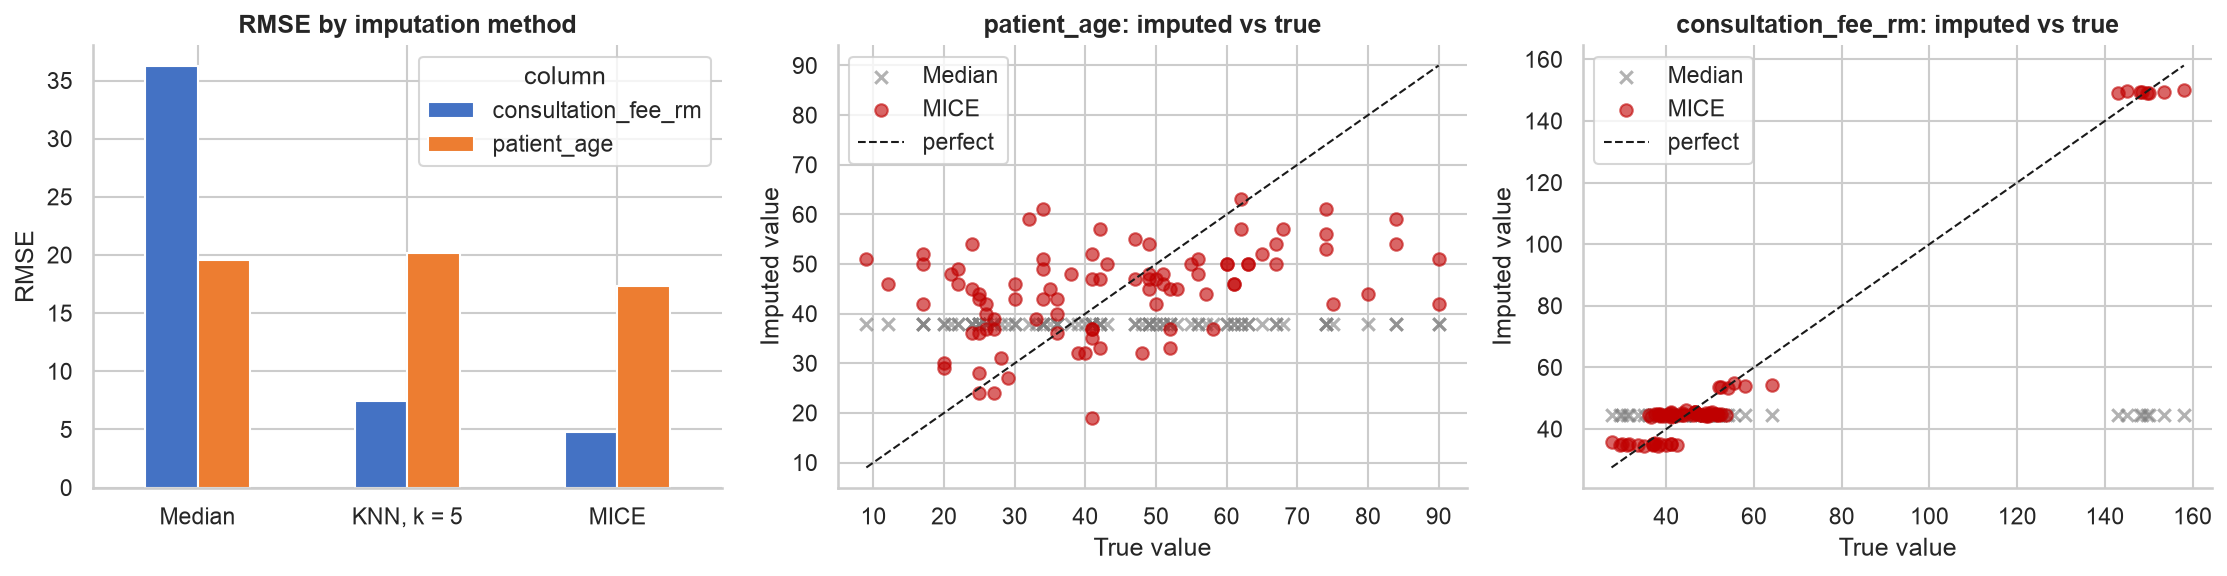 RMSE by imputation method
RMSE
35
30
25
20
15
10
5
0
column
consultation_fee_rm
patient_age
Median
KNN, k = 5
MICE
patient_age: imputed vs true
Imputed value
90
80
70
60
50
40
30
20
10
Median
MICE
perfect
10 20 30 40 50 60 70 80 90
True value
consultation_fee_rm: imputed vs true
Imputed value
160
140
120
100
80
60
40
Median
MICE
perfect
40 60 80 100 120 140 160
True value